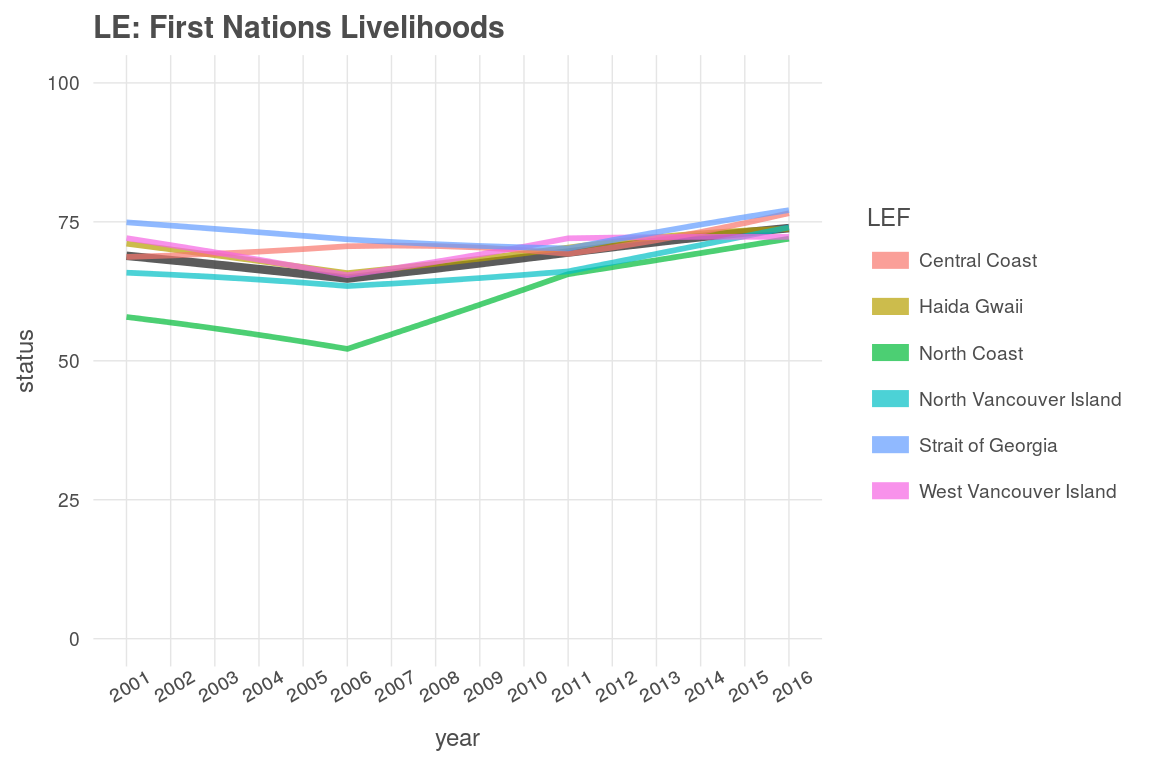 LE: First Nations Livelihoods
100
75
50
25
0
status
2001 2002 2003 2004 2005 2006 2007 2008 2009 2010 2011 2012 2013 2014 2015 2016
year
LEF
Central Coast
Haida Gwaii
North Coast
North Vancouver Island
Strait of Georgia
West Vancouver Island